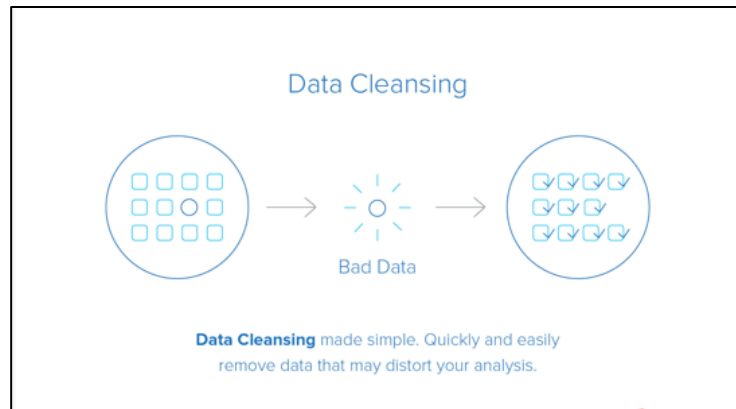 Data Cleansing
Bad Data
Data Cleansing made simple. Quickly and easily
remove data that may distort your analysis.